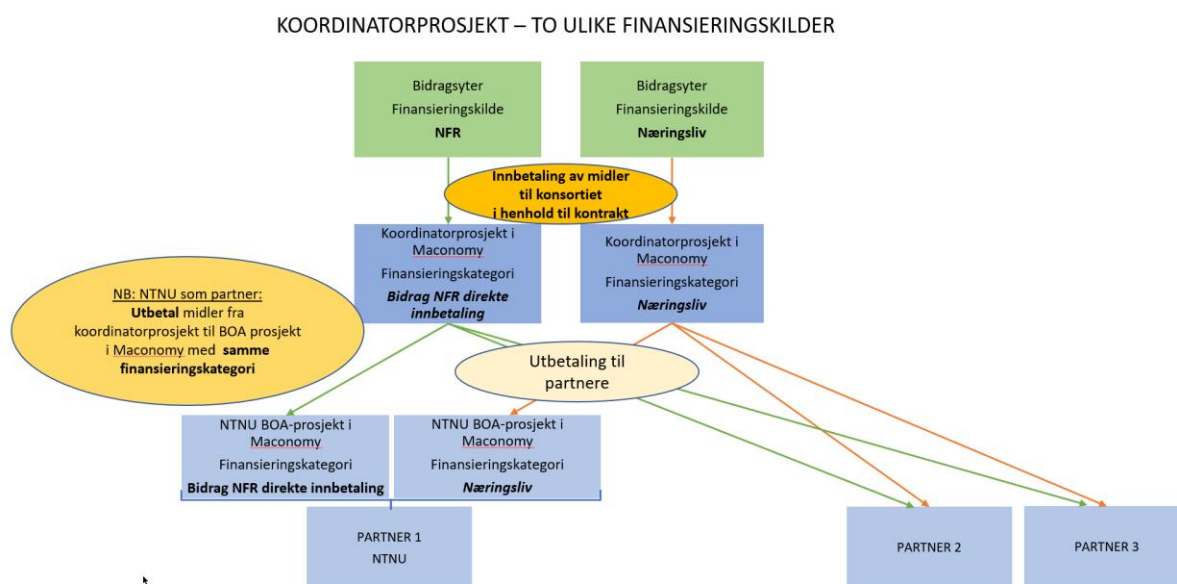 KOORDINATORPROSJEKT – TO ULIKE FINANSIERINGSKILDER
Bidragsyter
Finansieringskilde
NFR
Bidragsyter
Finansieringskilde
Næringsliv
Innbetaling av midler
til konsortiet
i henhold til kontrakt
Koordinatorprosjekt i
Maconomy
Finansieringskategori
Bidrag NFR direkte
innbetaling
Koordinatorprosjekt i
Maconomy
Finansieringskategori
Næringsliv
NB: NTNU som partner:
Utbetal midler fra
koordinatorprosjekt til BOA prosjekt
i Maconomy med samme
finansieringskategori
Utbetaling til
partnere
NTNU BOA-prosjekt i
Maconomy
Finansieringskategori
Bidrag NFR direkte innbetaling
NTNU BOA-prosjekt i
Maconomy
Finansieringskategori
Næringsliv
PARTNER 1
NTNU
PARTNER 2
PARTNER 3